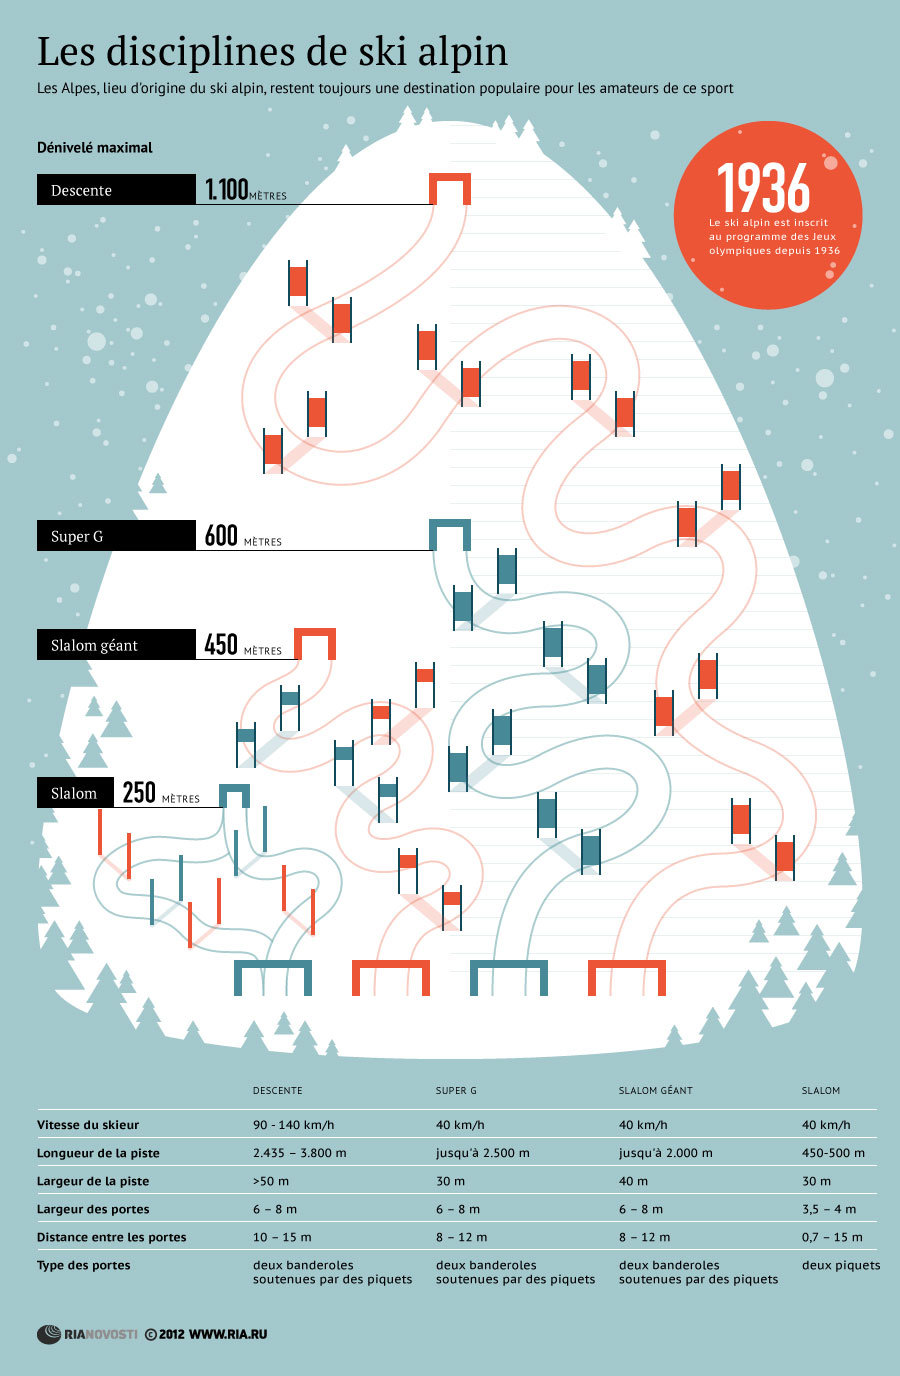 Les disciplines de ski alpin
Les Alpes, lieu d'origine du ski alpin, restent toujours une destination populaire pour les amateurs de ce sport
Dénivelé maximal
Descente 1.100 MÈTRES
1936
Le ski alpin est inscrit
au programme des Jeux
olympiques depuis 1936
Super G 600 MÈTRES
Slalom géant 450 MÈTRES
Slalom 250 MÈTRES
DESCENTE SUPER G SLALOM GÉANT SLALOM
Vitesse du skieur 90 - 140 km/h 40 km/h 40 km/h 40 km/h
Longueur de la piste 2.435 – 3.800 m jusqu'à 2.500 m jusqu'à 2.000 m 450-500 m
Largeur de la piste >50 m 30 m 40 m 30 m
Largeur des portes 6 – 8 m 6 – 8 m 6 – 8 m 3,5 – 4 m
Distance entre les portes 10 – 15 m 8 – 12 m 8 – 12 m 0,7 – 15 m
Type des portes deux banderoles deux banderoles deux banderoles deux piquets
soutenues par des piquets soutenues par des piquets soutenues par des piquets
RIANOVOSTI © 2012 WWW.RIA.RU